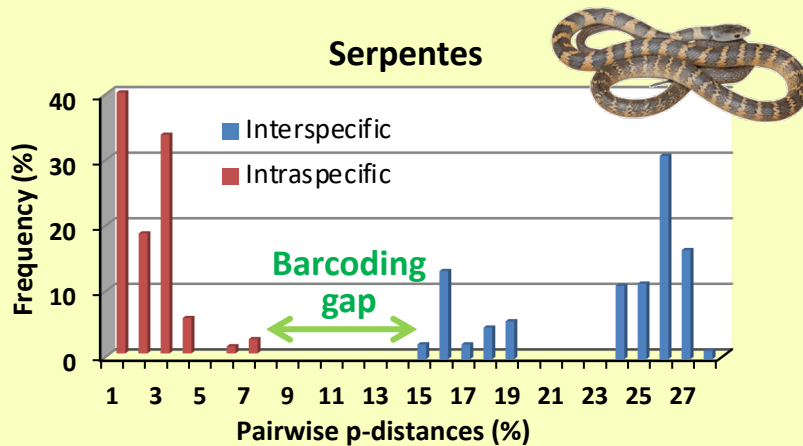 Serpentes
Frequency (%)
40
30
20
10
0
Interspecific
Intraspecific
Barcoding
gap
1 3 5 7 9 11 13 15 17 19 21 23 25 27
Pairwise p-distances (%)